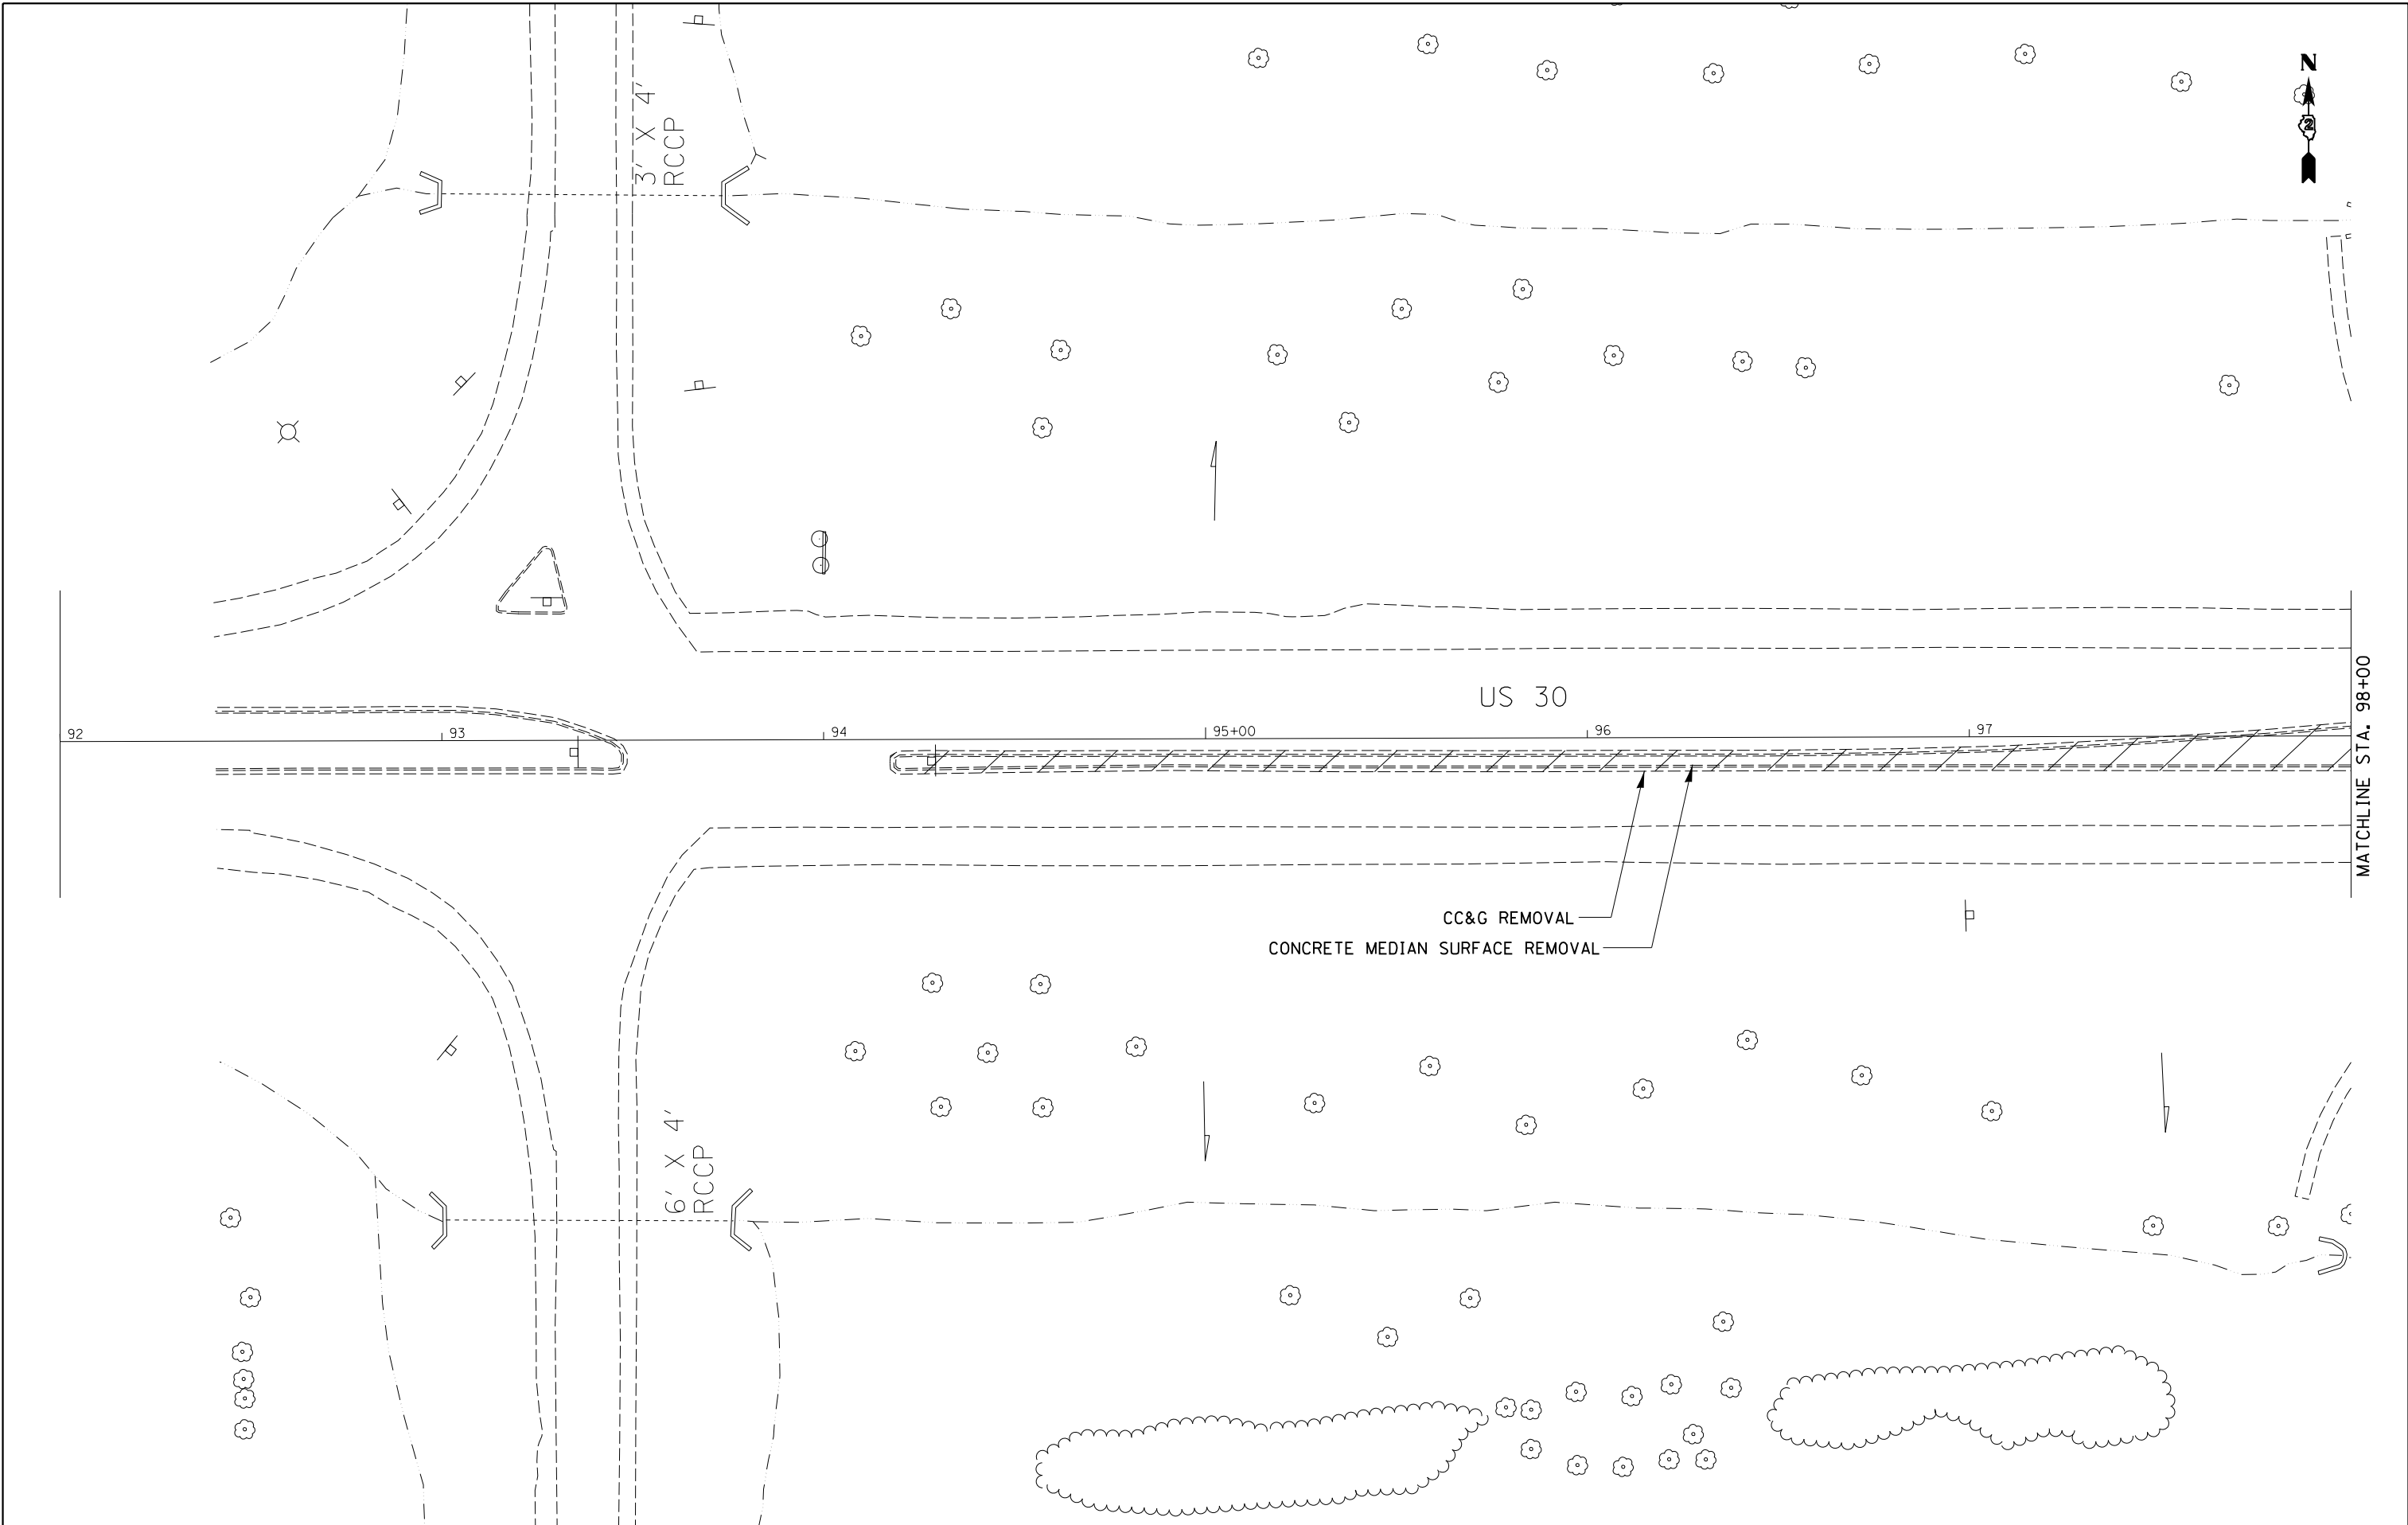 N
2
3' X 4'
RCCP
US 30
92
93
94
95+00
96
97
MATCHLINE STA. 98+00
CC&G REMOVAL
CONCRETE MEDIAN SURFACE REMOVAL
6' X 4'
RCCP